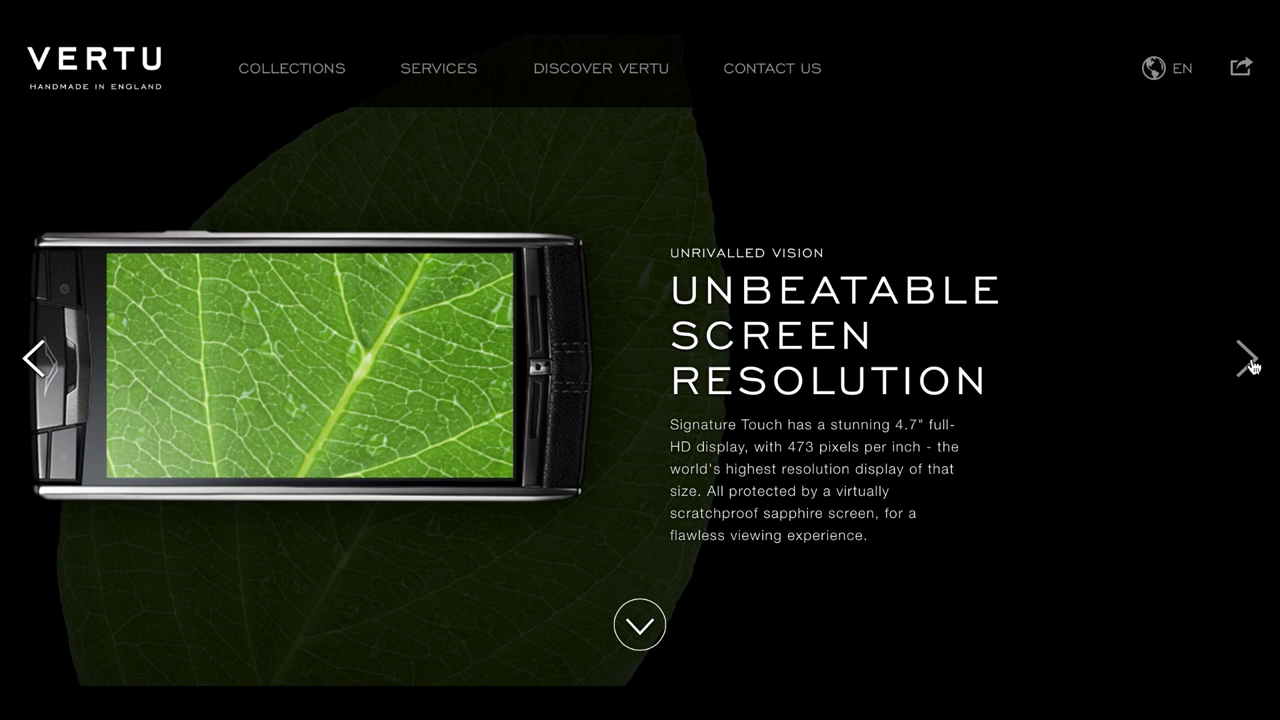 VERTU
HANDMADE IN ENGLAND
COLLECTIONS
SERVICES
DISCOVER VERTU
CONTACT US
EN
UNRIVALLED VISION
UNBEATABLE
SCREEN
RESOLUTION
Signature Touch has a stunning 4.7" full-
HD display, with 473 pixels per inch - the
world's highest resolution display of that
size. All protected by a virtually
scratchproof sapphire screen, for a
flawless viewing experience.